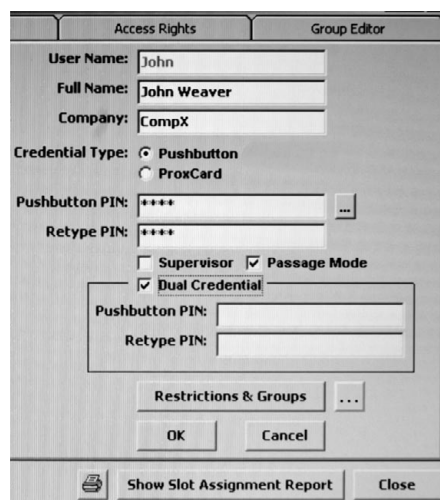 Access Rights Group Editor
User Name: John
Full Name: John Weaver
Company: CompX
Credential Type: Pushbutton
ProxCard
Pushbutton PIN: **** ...
Retype PIN: ****
Supervisor Passage Mode
Dual Credential
Pushbutton PIN:
Retype PIN:
Restrictions & Groups ...
OK Cancel
Show Slot Assignment Report Close